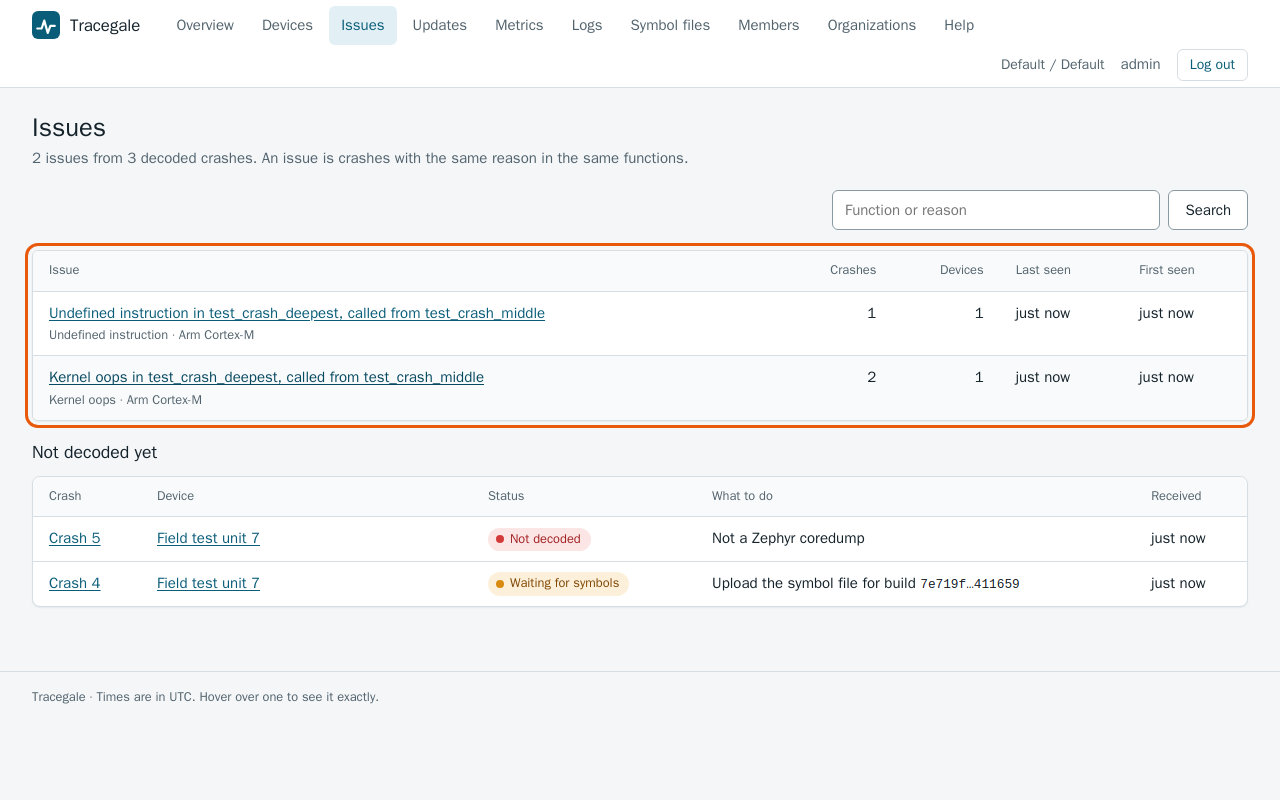 Tracegale Overview Devices Issues Updates Metrics Logs Symbol files Members Organizations Help
Default / Default admin Log out
Issues
2 issues from 3 decoded crashes. An issue is crashes with the same reason in the same functions.
Function or reason Search
Issue Crashes Devices Last seen First seen
Undefined instruction in test_crash_deepest, called from test_crash_middle 1 1 just now just now
Undefined instruction · Arm Cortex-M
Kernel oops in test_crash_deepest, called from test_crash_middle 2 1 just now just now
Kernel oops · Arm Cortex-M
Not decoded yet
Crash Device Status What to do Received
Crash 5 Field test unit 7 Not decoded Not a Zephyr coredump just now
Crash 4 Field test unit 7 Waiting for symbols Upload the symbol file for build 7e719f…411659 just now
Tracegale · Times are in UTC. Hover over one to see it exactly.